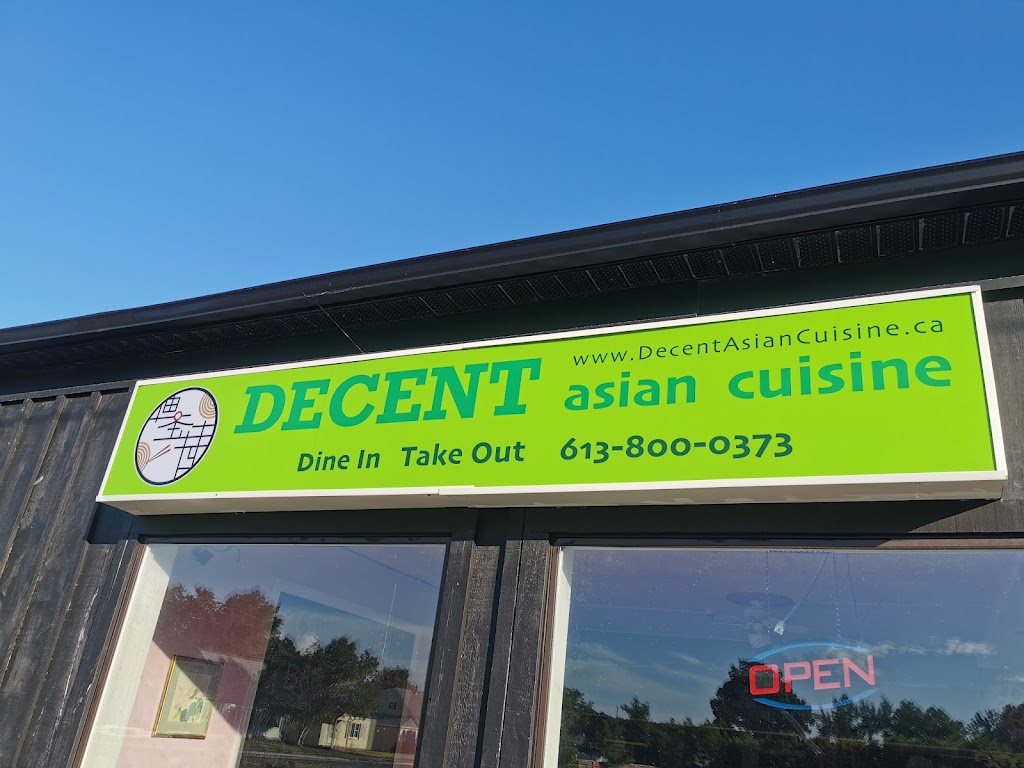 www.DecentAsianCuisine.ca
DECENT asian cuisine
Dine In Take Out 613-800-0373
OPEN